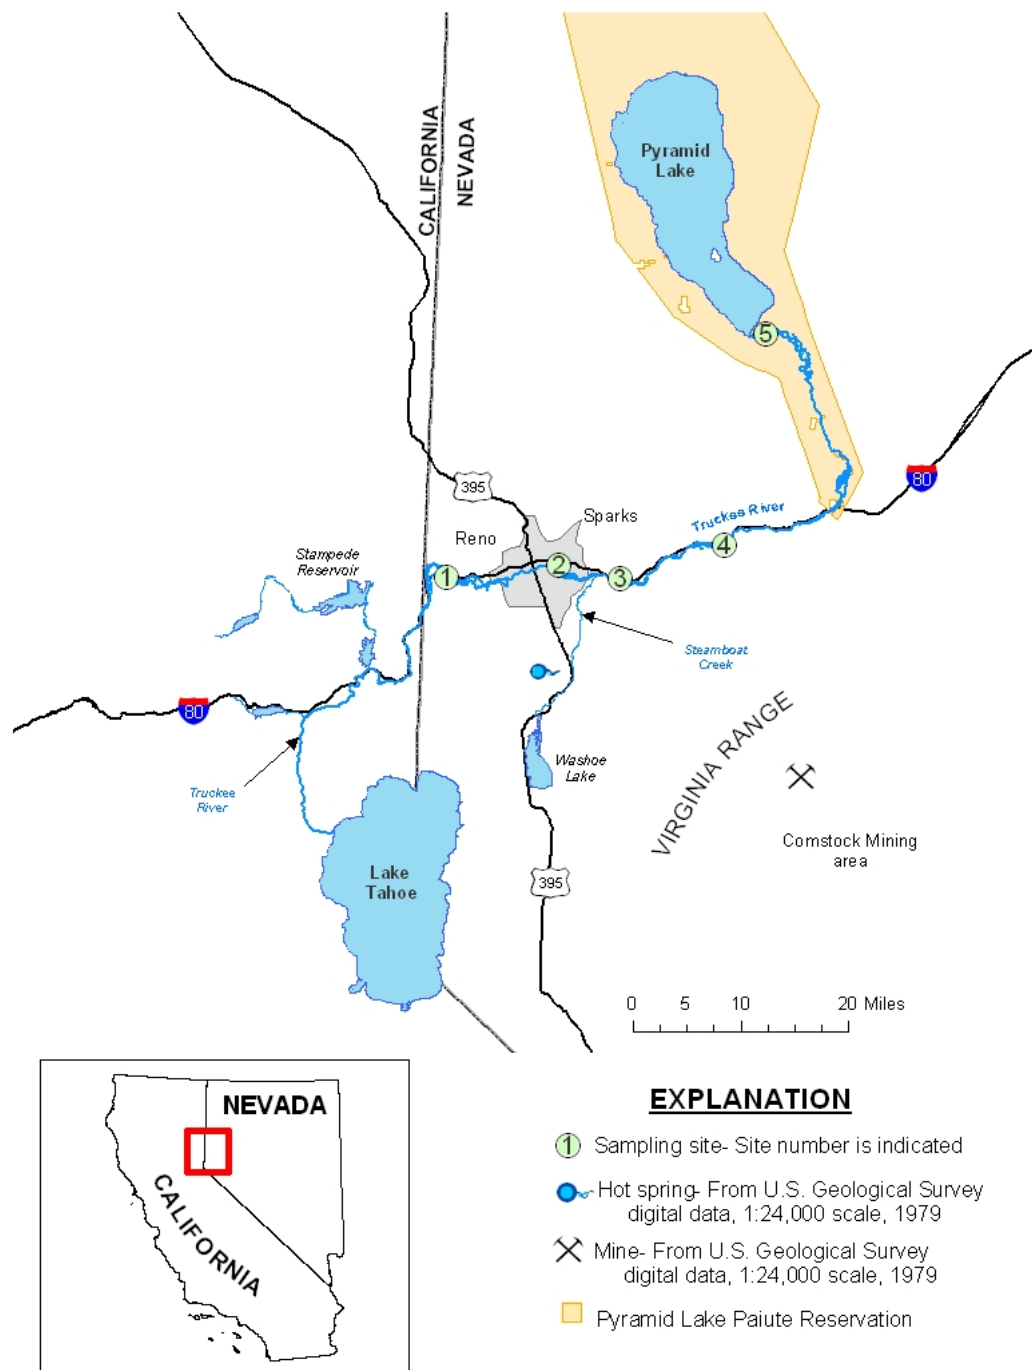 CALIFORNIA
NEVADA
Pyramid
Lake
5
80
395
Sparks
Truckee River
Reno
4
2
Stampede
Reservoir
1
3
Steamboat
Creek
80
VIRGINIA RANGE
Washoe
Lake
Truckee
River
Comstock Mining
area
Lake
Tahoe
395
0 5 10 20 Miles
NEVADA
CALIFORNIA
EXPLANATION
1 Sampling site- Site number is indicated
Hot spring- From U.S. Geological Survey
digital data, 1:24,000 scale, 1979
Mine- From U.S. Geological Survey
digital data, 1:24,000 scale, 1979
Pyramid Lake Paiute Reservation